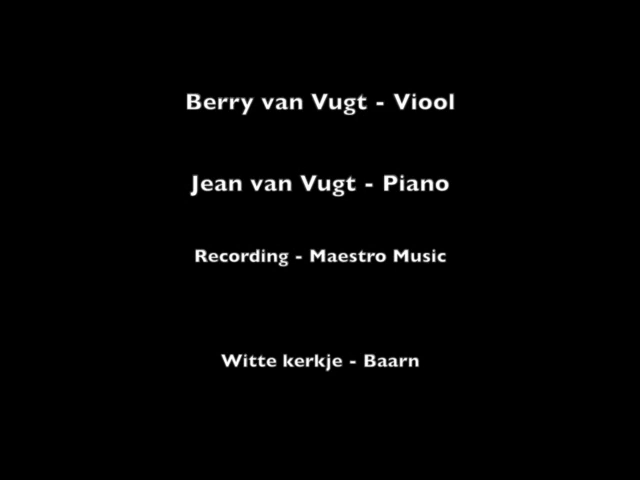 Berry van Vugt - Viool
Jean van Vugt - Piano
Recording - Maestro Music
Witte kerkje - Baarn